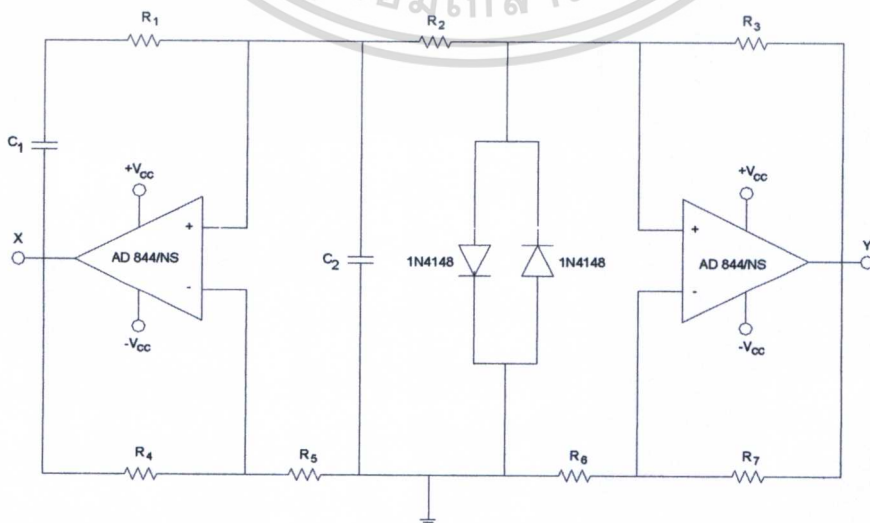 R1
R2
R3
C1
+VCC
+VCC
X
+
AD 844/NS
-
C2
1N4148
1N4148
+
AD 844/NS
-
Y
-VCC
-VCC
R4
R5
R6
R7